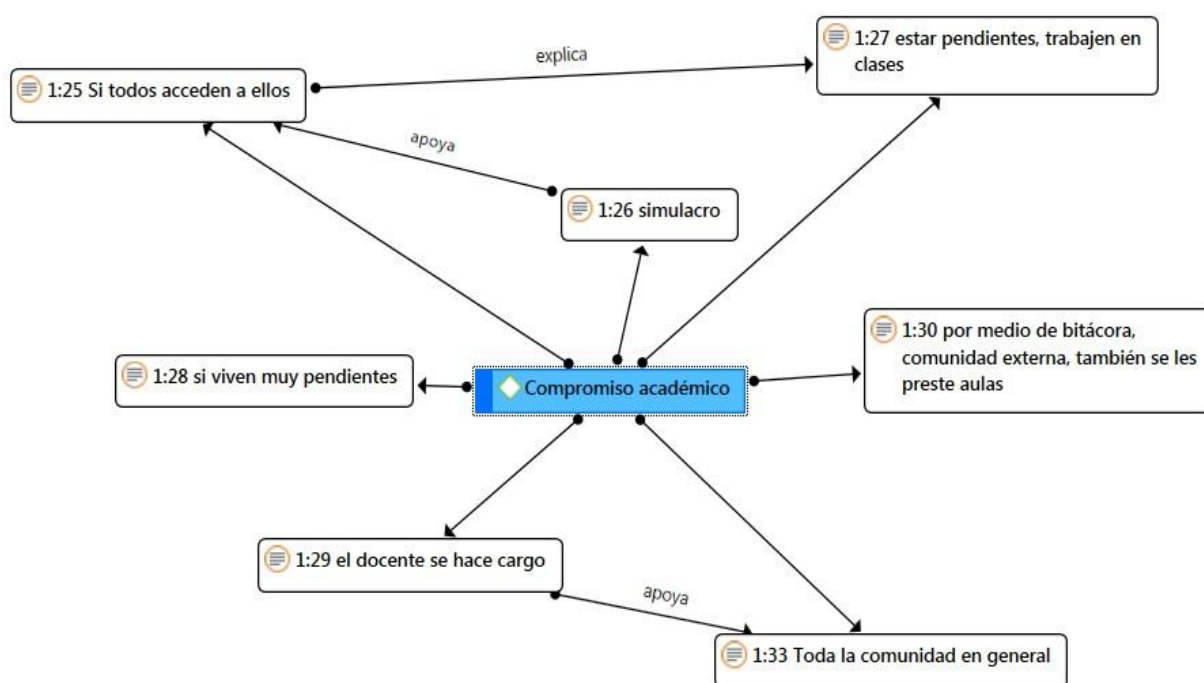 1:27 estar pendientes, trabajen en
clases
explica
1:25 Si todos acceden a ellos
apoya
1:26 simulacro
1:30 por medio de bitácora,
comunidad externa, también se les
preste aulas
1:28 si viven muy pendientes
Compromiso académico
1:29 el docente se hace cargo
apoya
1:33 Toda la comunidad en general